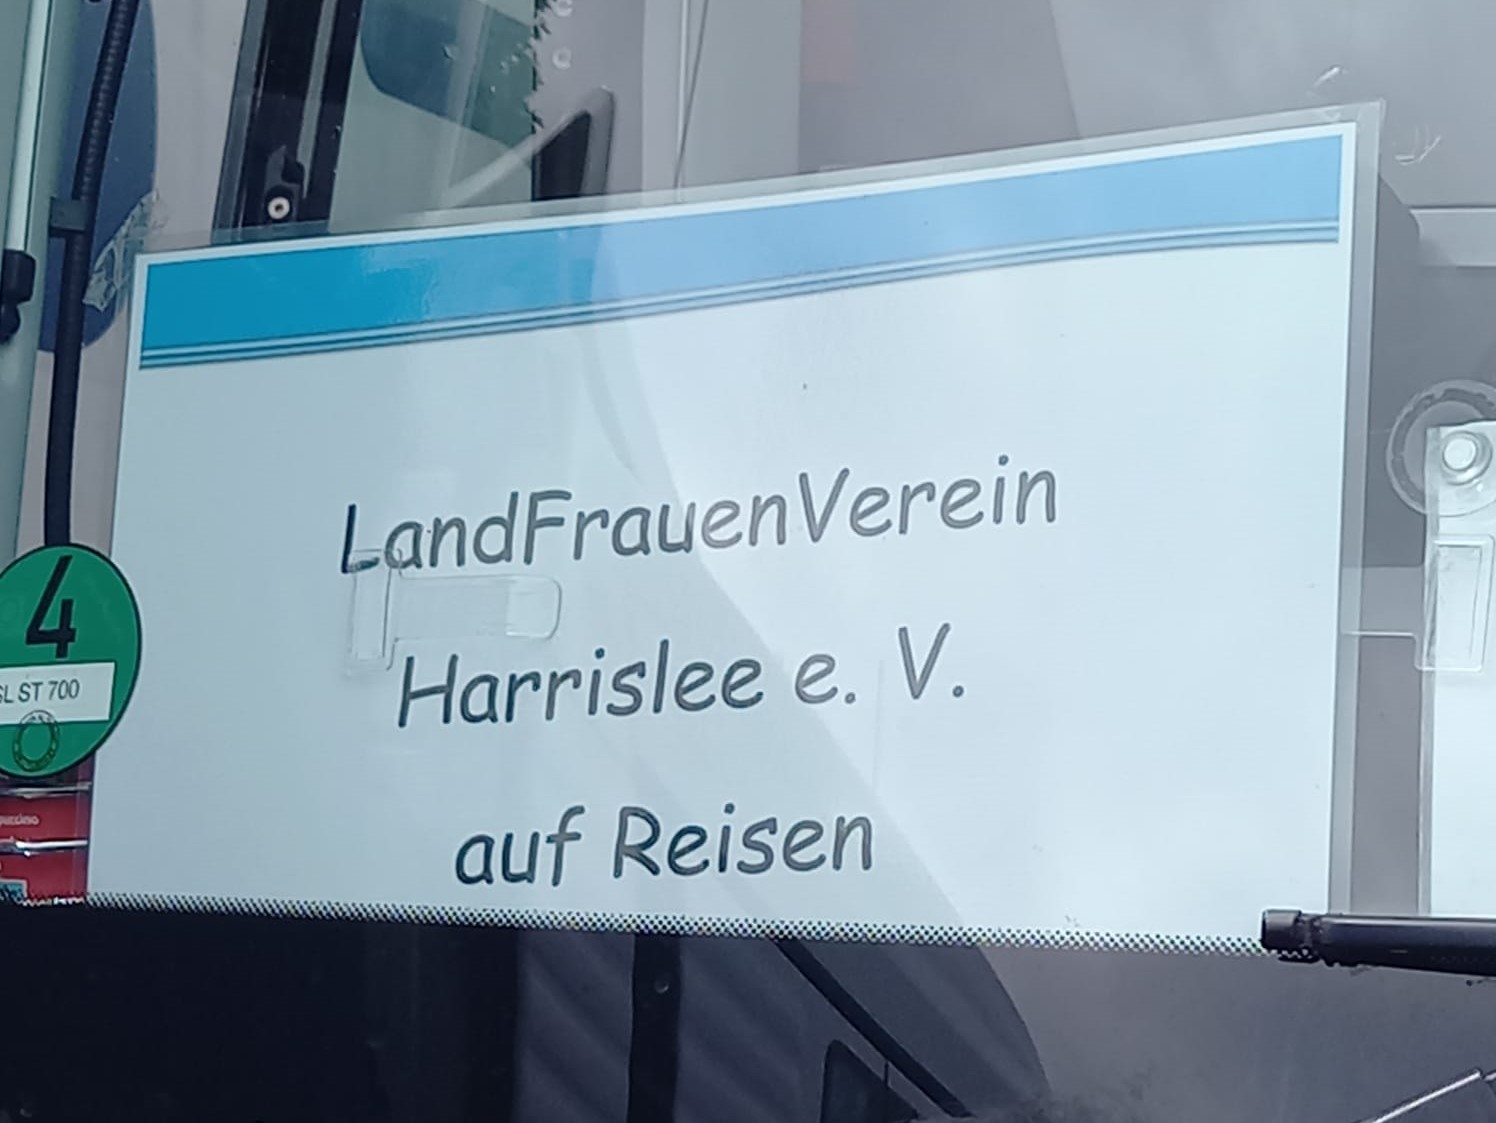 LandFrauenVerein
Harrislee e. V.
auf Reisen
4
SL ST 700